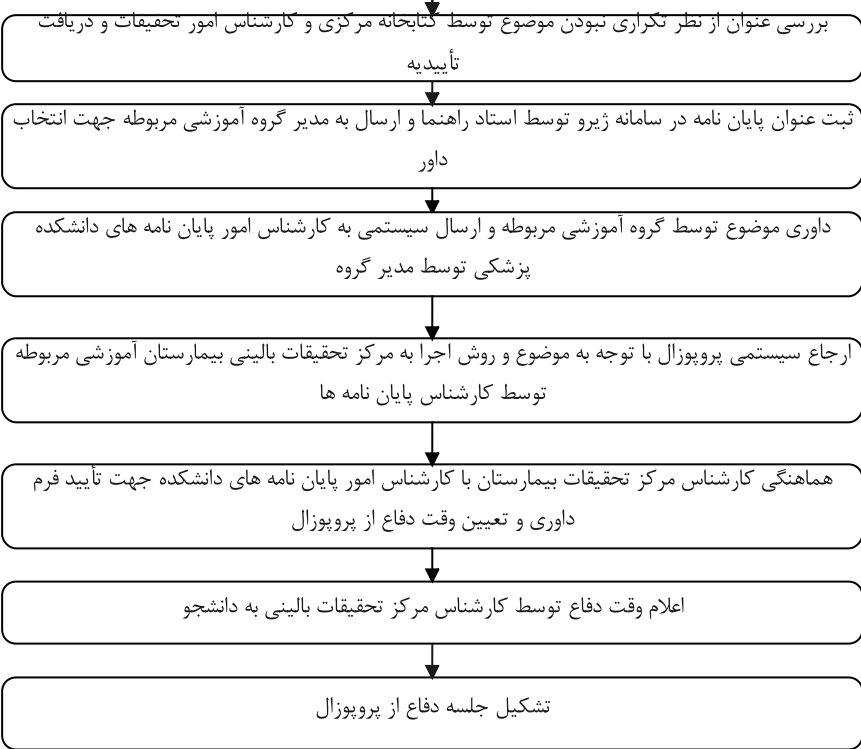 بررسی عنوان از نظر تکراری نبودن موضوع توسط کتابخانه مرکزی و کارشناس امور تحقیقات و دریافت
تأییدیه
ثبت عنوان پایان نامه در سامانه ژیرو توسط استاد راهنما و ارسال به مدیر گروه آموزشی مربوطه جهت انتخاب
داور
داوری موضوع توسط گروه آموزشی مربوطه و ارسال سیستمی به کارشناس امور پایان نامه های دانشکده
پزشکی توسط مدیر گروه
ارجاع سیستمی پروپوزال با توجه به موضوع و روش اجرا به مرکز تحقیقات بالینی بیمارستان آموزشی مربوطه
توسط کارشناس پایان نامه ها
هماهنگی کارشناس مرکز تحقیقات بیمارستان با کارشناس امور پایان نامه های دانشکده جهت تأیید فرم
داوری و تعیین وقت دفاع از پروپوزال
اعلام وقت دفاع توسط کارشناس مرکز تحقیقات بالینی به دانشجو
تشکیل جلسه دفاع از پروپوزال